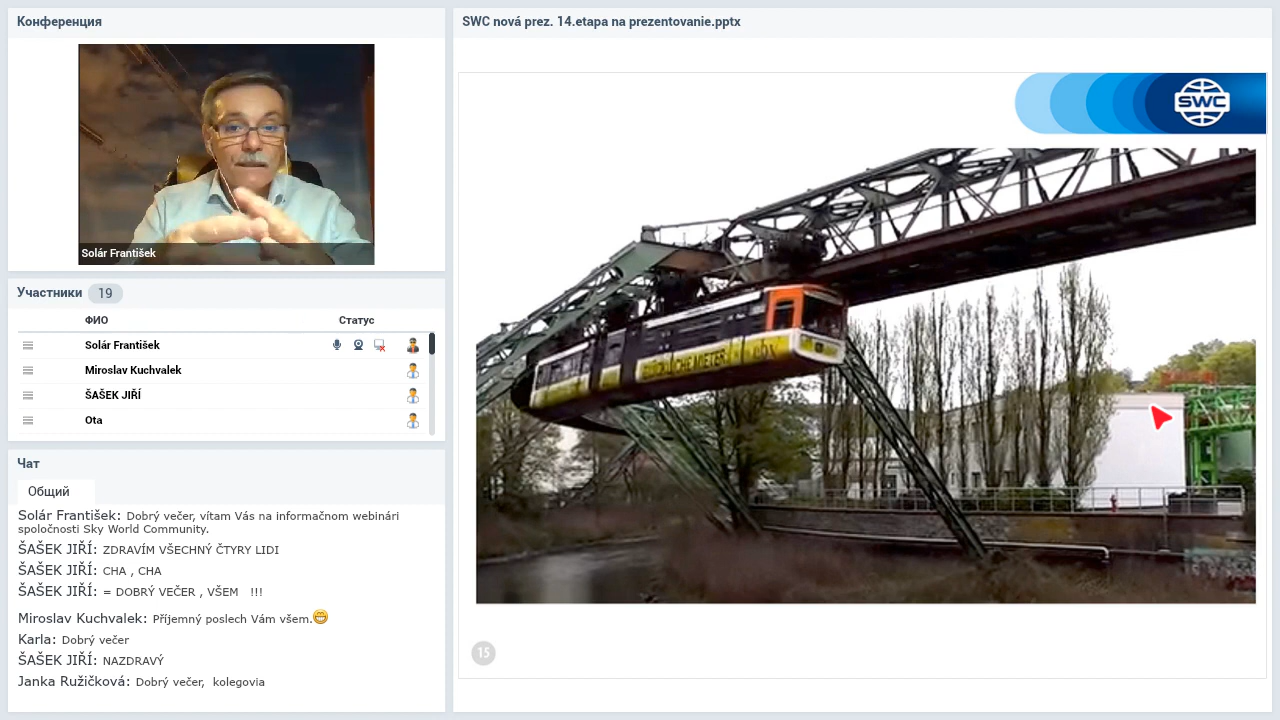 Конференция
Solár František
Участники 19
ФИО Статус
Solár František
Miroslav Kuchvalek
ŠAŠEK JIŘÍ
Ota
Чат
Общий
Solár František: Dobrý večer, vítam Vás na informačnom webinári
spoločnosti Sky World Community.
ŠAŠEK JIŘÍ: ZDRAVÍM VŠECHNÝ ČTYRY LIDI
ŠAŠEK JIŘÍ: CHA , CHA
ŠAŠEK JIŘÍ: = DOBRÝ VEČER , VŠEM !!!
Miroslav Kuchvalek: Příjemný poslech Vám všem.
Karla: Dobrý večer
ŠAŠEK JIŘÍ: NAZDRAVÝ
Janka Ružičková: Dobrý večer, kolegovia
SWC nová prez. 14.etapa na prezentovanie.pptx
SWC
15